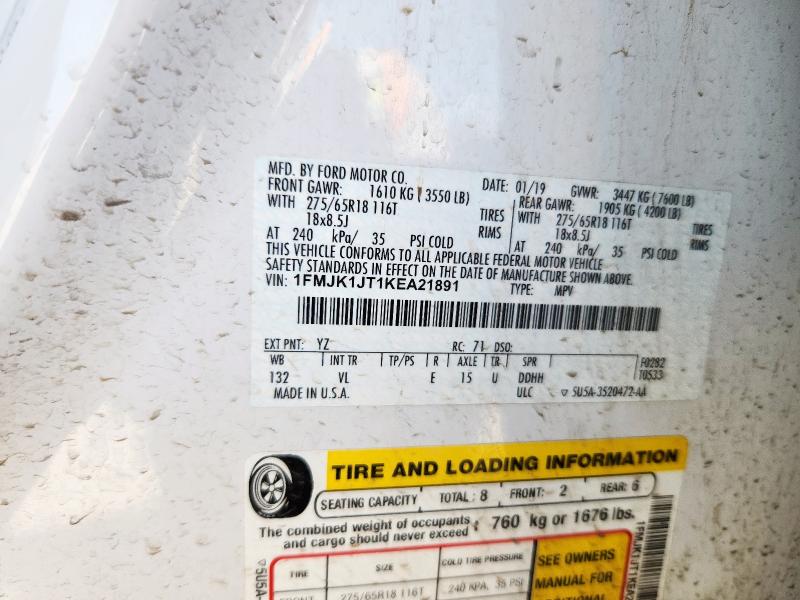 MFD. BY FORD MOTOR CO.
DATE: 01/19 GVWR: 3447 KG ( 7600 LB)
FRONT GAWR: 1610 KG ( 3550 LB)
REAR GAWR: 1905 KG ( 4200 LB)
WITH 275/65R18 116T TIRES
WITH 275/65R18 116T TIRES
18x8.5J RIMS
18x8.5J RIMS
AT 240 kPa/ 35 PSI COLD
AT 240 kPa/ 35 PSI COLD
THIS VEHICLE CONFORMS TO ALL APPLICABLE FEDERAL MOTOR VEHICLE
SAFETY STANDARDS IN EFFECT ON THE DATE OF MANUFACTURE SHOWN ABOVE.
VIN: 1FMJK1JT1KEA21891 TYPE: MPV
EXT PNT: YZ RC: 71 DSO:
WB INT TR TP/PS R AXLE TR SPR F0282
132 VL E 15 U DDHH T0533
MADE IN U.S.A. ULC 5U5A-3520472-AA
TIRE AND LOADING INFORMATION
SEATING CAPACITY TOTAL : 8 FRONT: 2 REAR: 6
The combined weight of occupants : 760 kg or 1676 lbs.
and cargo should never exceed
TIRE SIZE COLD TIRE PRESSURE SEE OWNERS
MANUAL FOR
FRONT 275/65R18 116T 240 KPA, 35 PSI
5U5A-